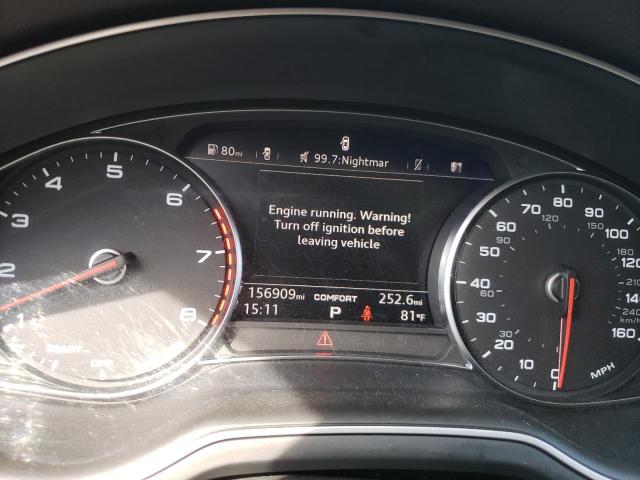 80mi
99.7:Nightmar
Engine running. Warning!
Turn off ignition before
leaving vehicle
156909mi COMFORT 252.6mi
15:11 P 81°F
1 2 3 4 5 6 7 8
READY OFF
0 10 20 30 40 60 70 80 90 100 120 140 160
30 60 90 120 150 180 210 240
km/h
MPH